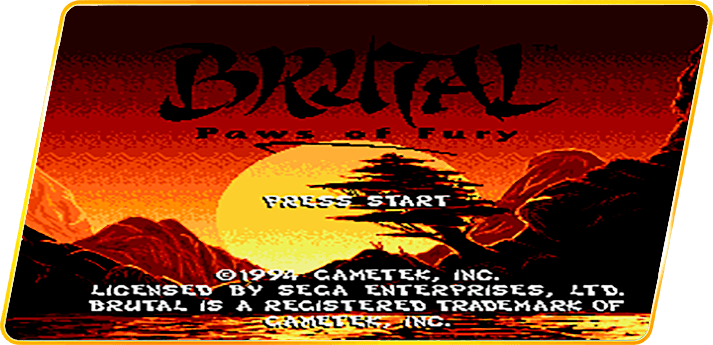 BRUTAL™
Paws of Fury
PRESS START
©1994 GAMETEK, INC.
LICENSED BY SEGA ENTERPRISES, LTD.
BRUTAL IS A REGISTERED TRADEMARK OF
GAMETEK, INC.